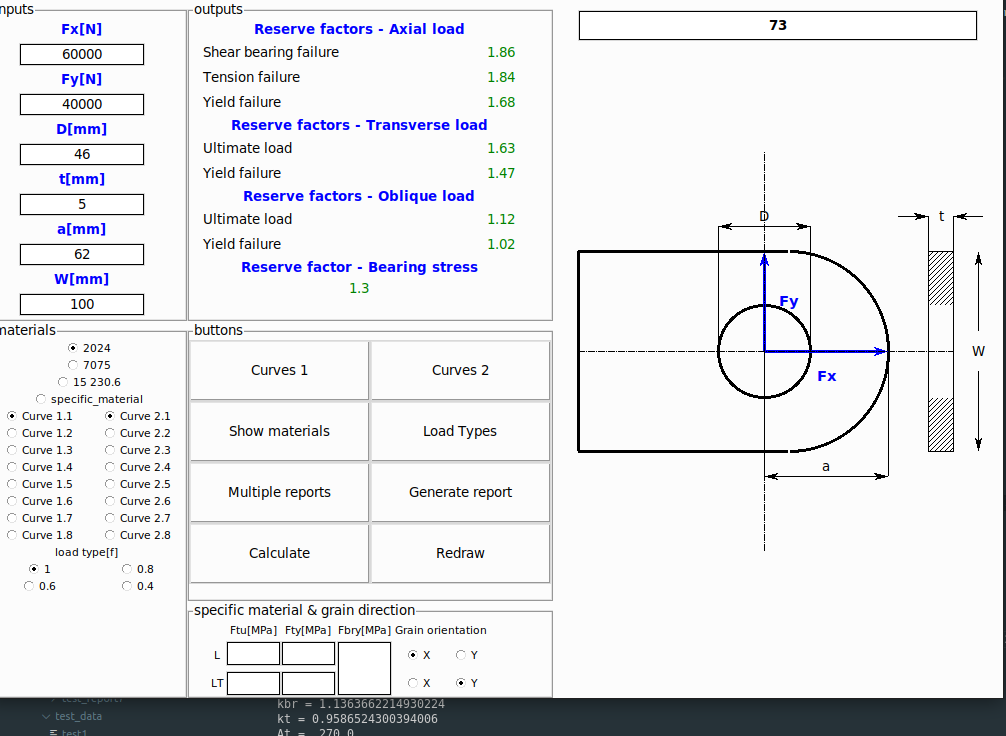 nputs
Fx[N]
60000
Fy[N]
40000
D[mm]
46
t[mm]
5
a[mm]
62
W[mm]
100
outputs
Reserve factors - Axial load
Shear bearing failure 1.86
Tension failure 1.84
Yield failure 1.68
Reserve factors - Transverse load
Ultimate load 1.63
Yield failure 1.47
Reserve factors - Oblique load
Ultimate load 1.12
Yield failure 1.02
Reserve factor - Bearing stress
1.3
73
D
t
Fy
W
Fx
a
materials
2024
7075
15 230.6
specific_material
Curve 1.1 Curve 2.1
Curve 1.2 Curve 2.2
Curve 1.3 Curve 2.3
Curve 1.4 Curve 2.4
Curve 1.5 Curve 2.5
Curve 1.6 Curve 2.6
Curve 1.7 Curve 2.7
Curve 1.8 Curve 2.8
load type[f]
1 0.8
0.6 0.4
buttons
Curves 1 Curves 2
Show materials Load Types
Multiple reports Generate report
Calculate Redraw
specific material & grain direction
Ftu[MPa] Fty[MPa] Fbry[MPa] Grain orientation
L X Y
LT X Y
kbr = 1.1363662214930224
test_data kt = 0.9586524300394006
test1 At = 270.0